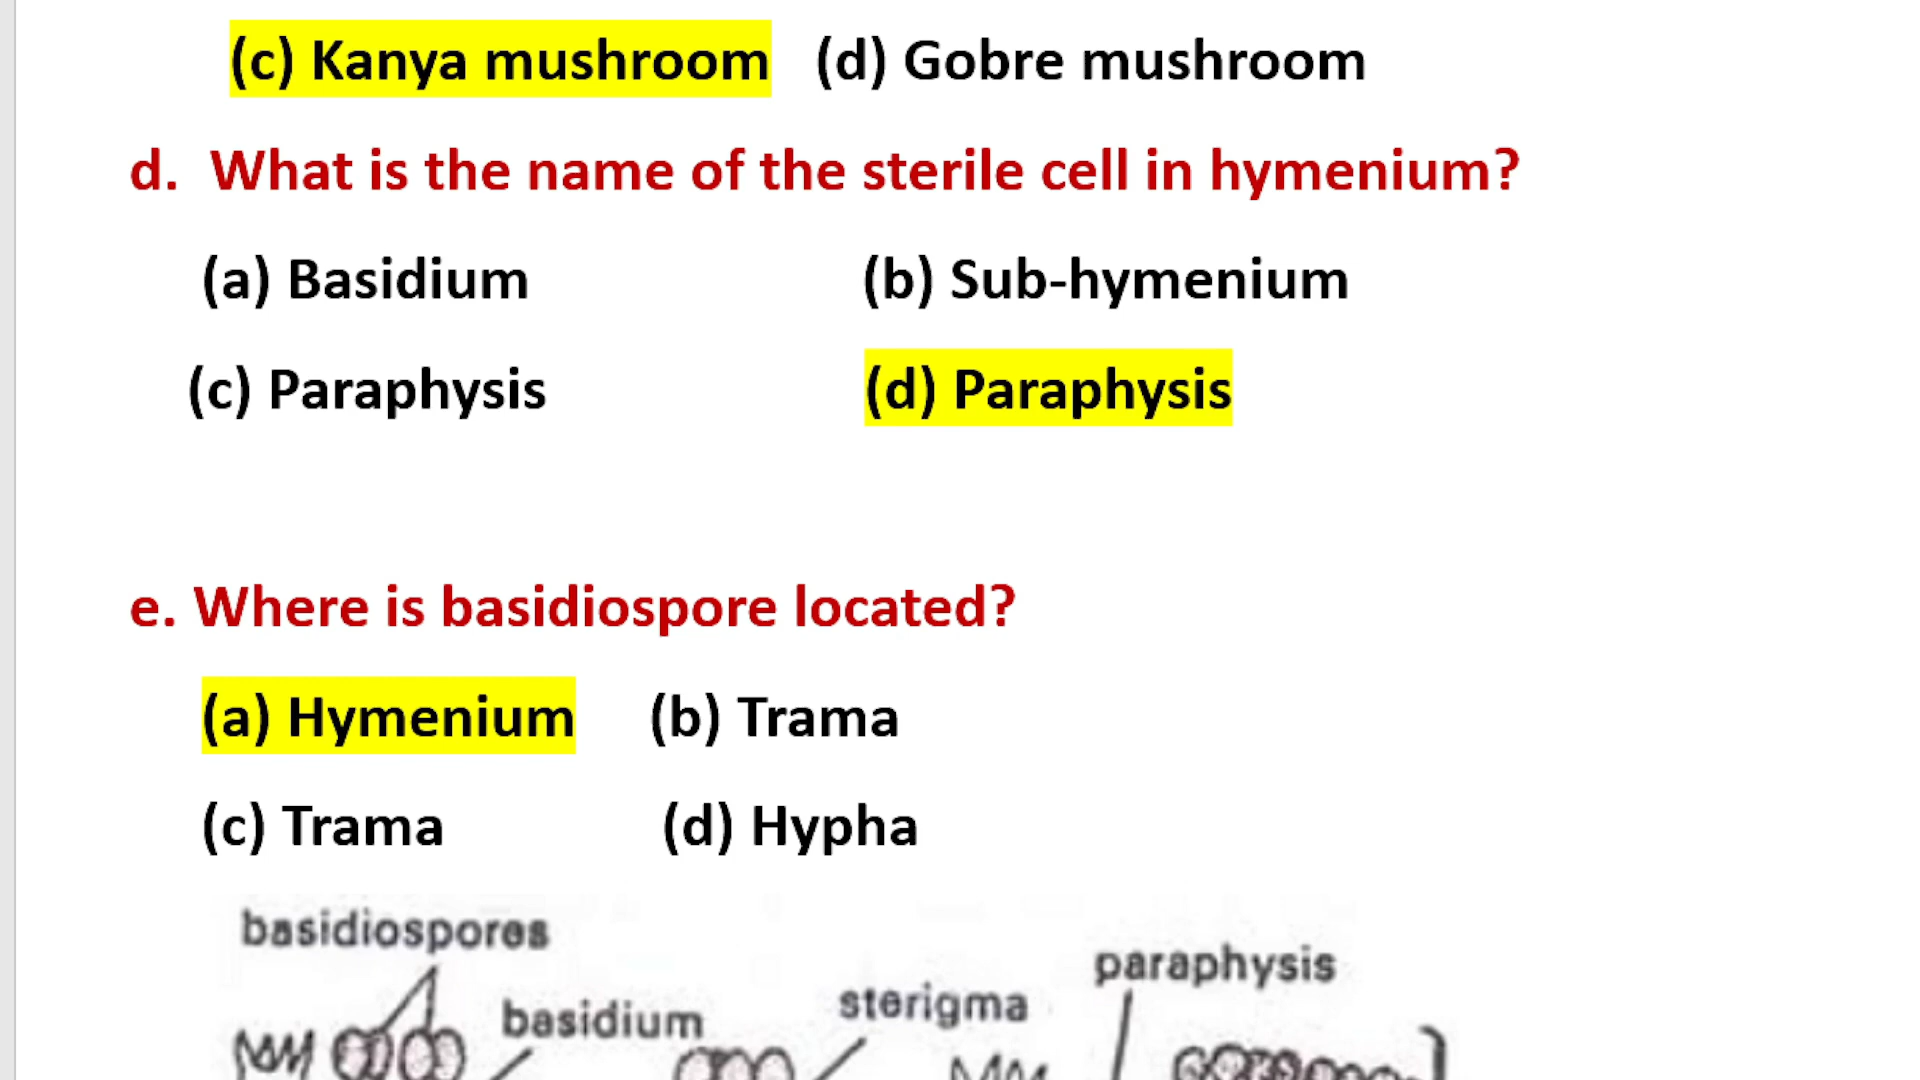 (c) Kanya mushroom (d) Gobre mushroom
d. What is the name of the sterile cell in hymenium?
(a) Basidium (b) Sub-hymenium
(c) Paraphysis (d) Paraphysis
e. Where is basidiospore located?
(a) Hymenium (b) Trama
(c) Trama (d) Hypha
basidiospores
paraphysis
sterigma
basidium